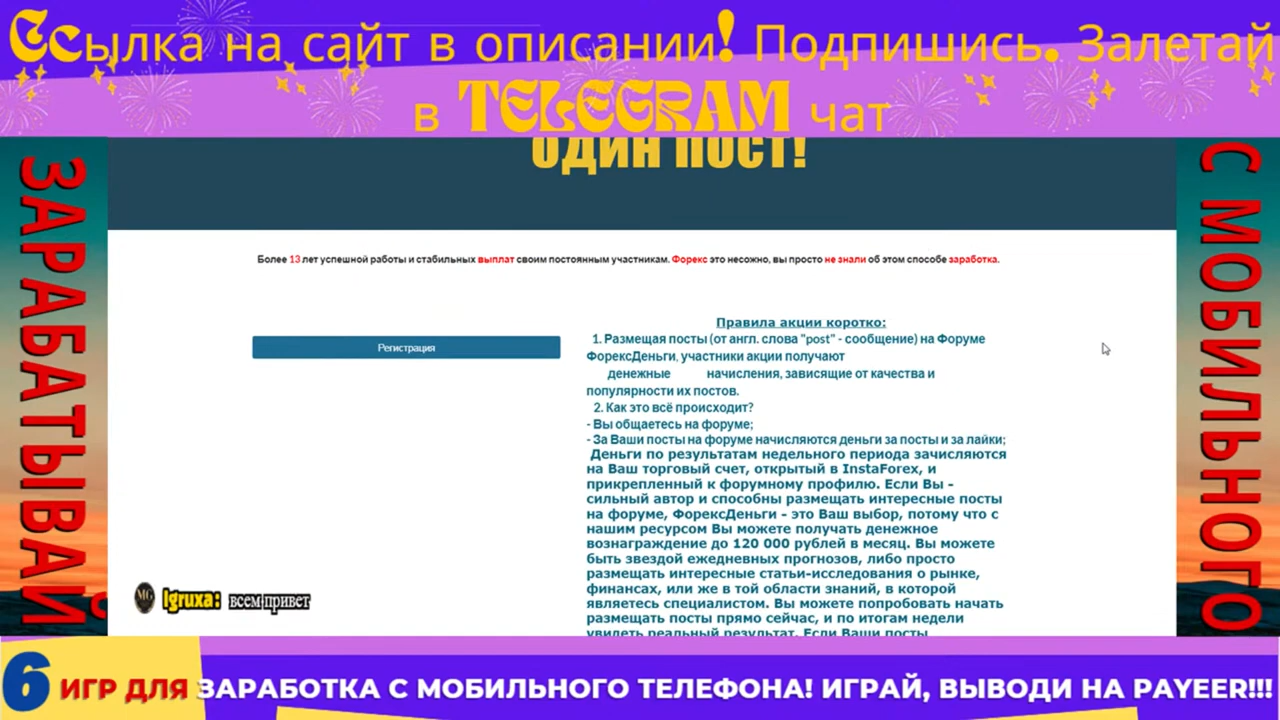 Ссылка на сайт в описании! Подпишись. Залетай
в TELEGRAM чат
ЗАРАБАТЫВАЙ
С МОБИЛЬНОГО
ОДИН ПОСТ!
Более 13 лет успешной работы и стабильных выплат своим постоянным участникам. Форекс это несожно, вы просто не знали об этом способе заработка.
Регистрация
Правила акции коротко:
1. Размещая посты (от англ. слова "post" - сообщение) на Форуме
ФорексДеньги, участники акции получают
денежные начисления, зависящие от качества и
популярности их постов.
2. Как это всё происходит?
- Вы общаетесь на форуме;
- За Ваши посты на форуме начисляются деньги за посты и за лайки;
Деньги по результатам недельного периода зачисляются
на Ваш торговый счет, открытый в InstaForex, и
прикрепленный к форумному профилю. Если Вы -
сильный автор и способны размещать интересные посты
на форуме, ФорексДеньги - это Ваш выбор, потому что с
нашим ресурсом Вы можете получать денежное
вознаграждение до 120 000 рублей в месяц. Вы можете
быть звездой ежедневных прогнозов, либо просто
размещать интересные статьи-исследования о рынке,
финансах, или же в той области знаний, в которой
являетесь специалистом. Вы можете попробовать начать
размещать посты прямо сейчас, и по итогам недели
увидеть реальный результат. Если Ваши посты
MG
Igruxa: всем привет
6 ИГР ДЛЯ ЗАРАБОТКА С МОБИЛЬНОГО ТЕЛЕФОНА! ИГРАЙ, ВЫВОДИ НА PAYEER!!!